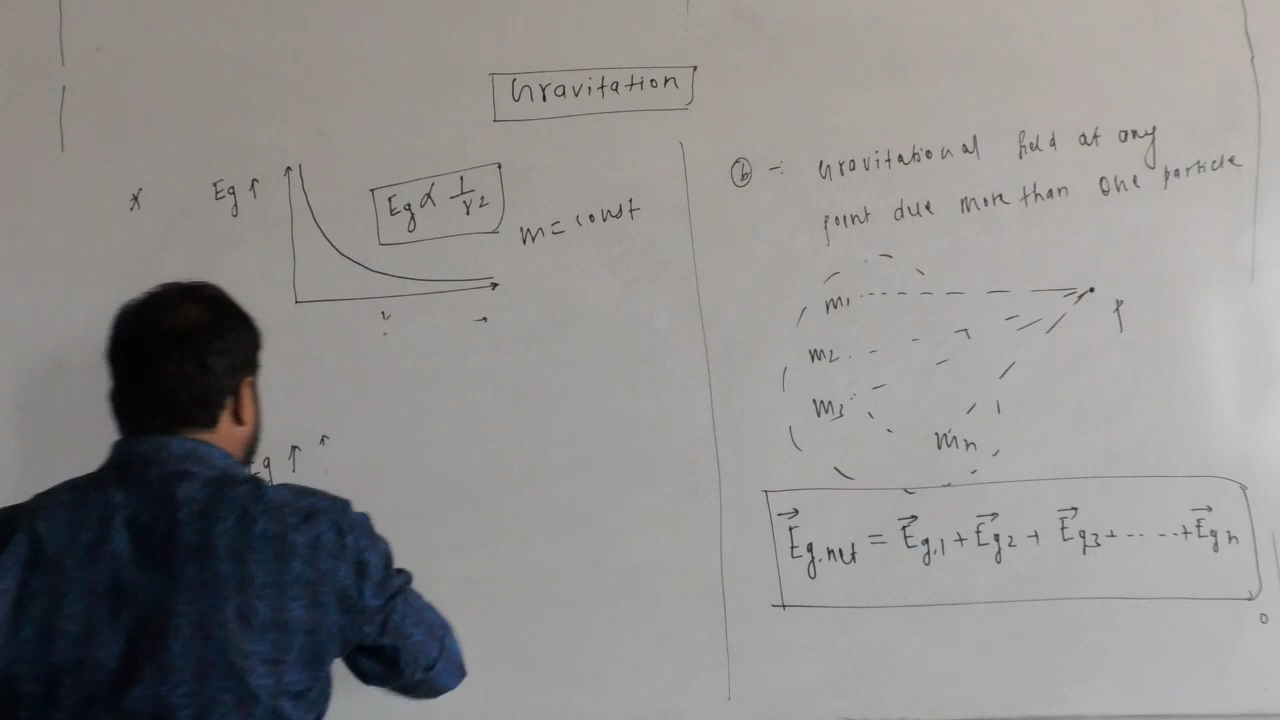 Gravitation
* Eg ↑
Eg ∝ 1/r2
m = const
→
Eg ↑ ↑
(b) -: Gravitational field at any
point due more than one particle
m1
P
m2
m3
mn
E⃗g,net = E⃗g,1 + E⃗g2 + E⃗g3 + ..... + E⃗gn